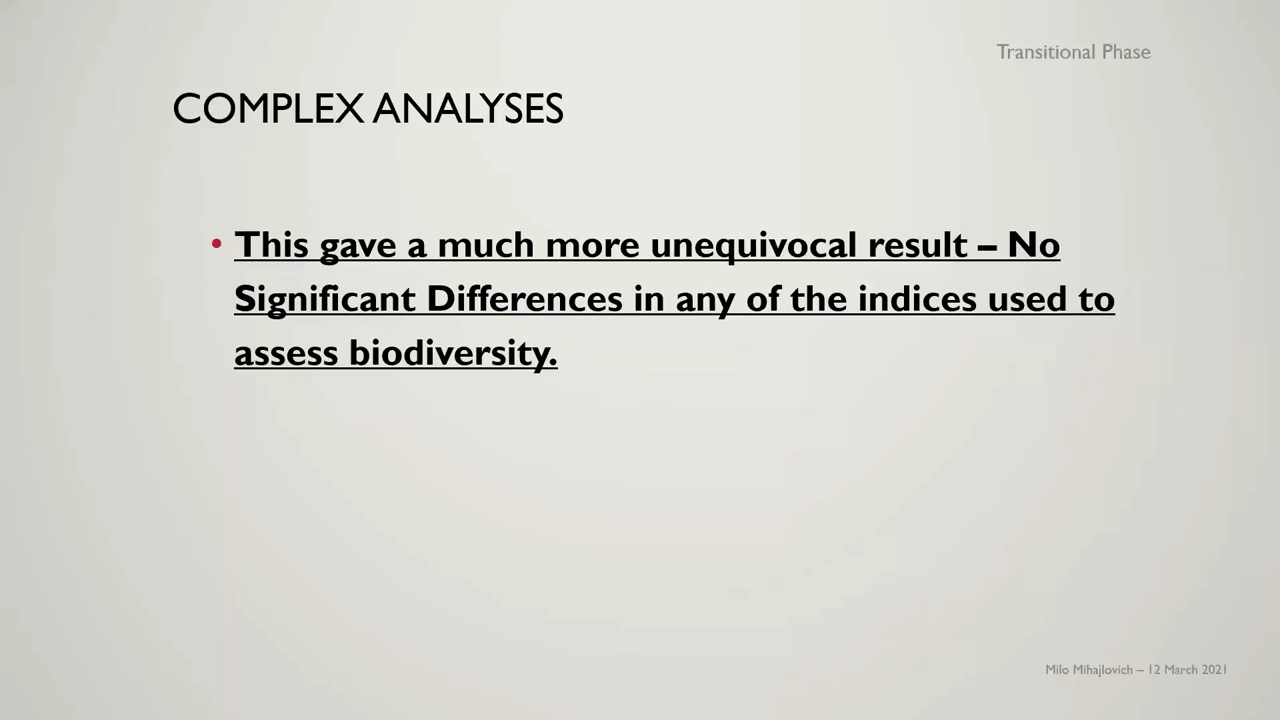 Transitional Phase
COMPLEX ANALYSES
• This gave a much more unequivocal result – No
Significant Differences in any of the indices used to
assess biodiversity.
Milo Mihajlovich – 12 March 2021